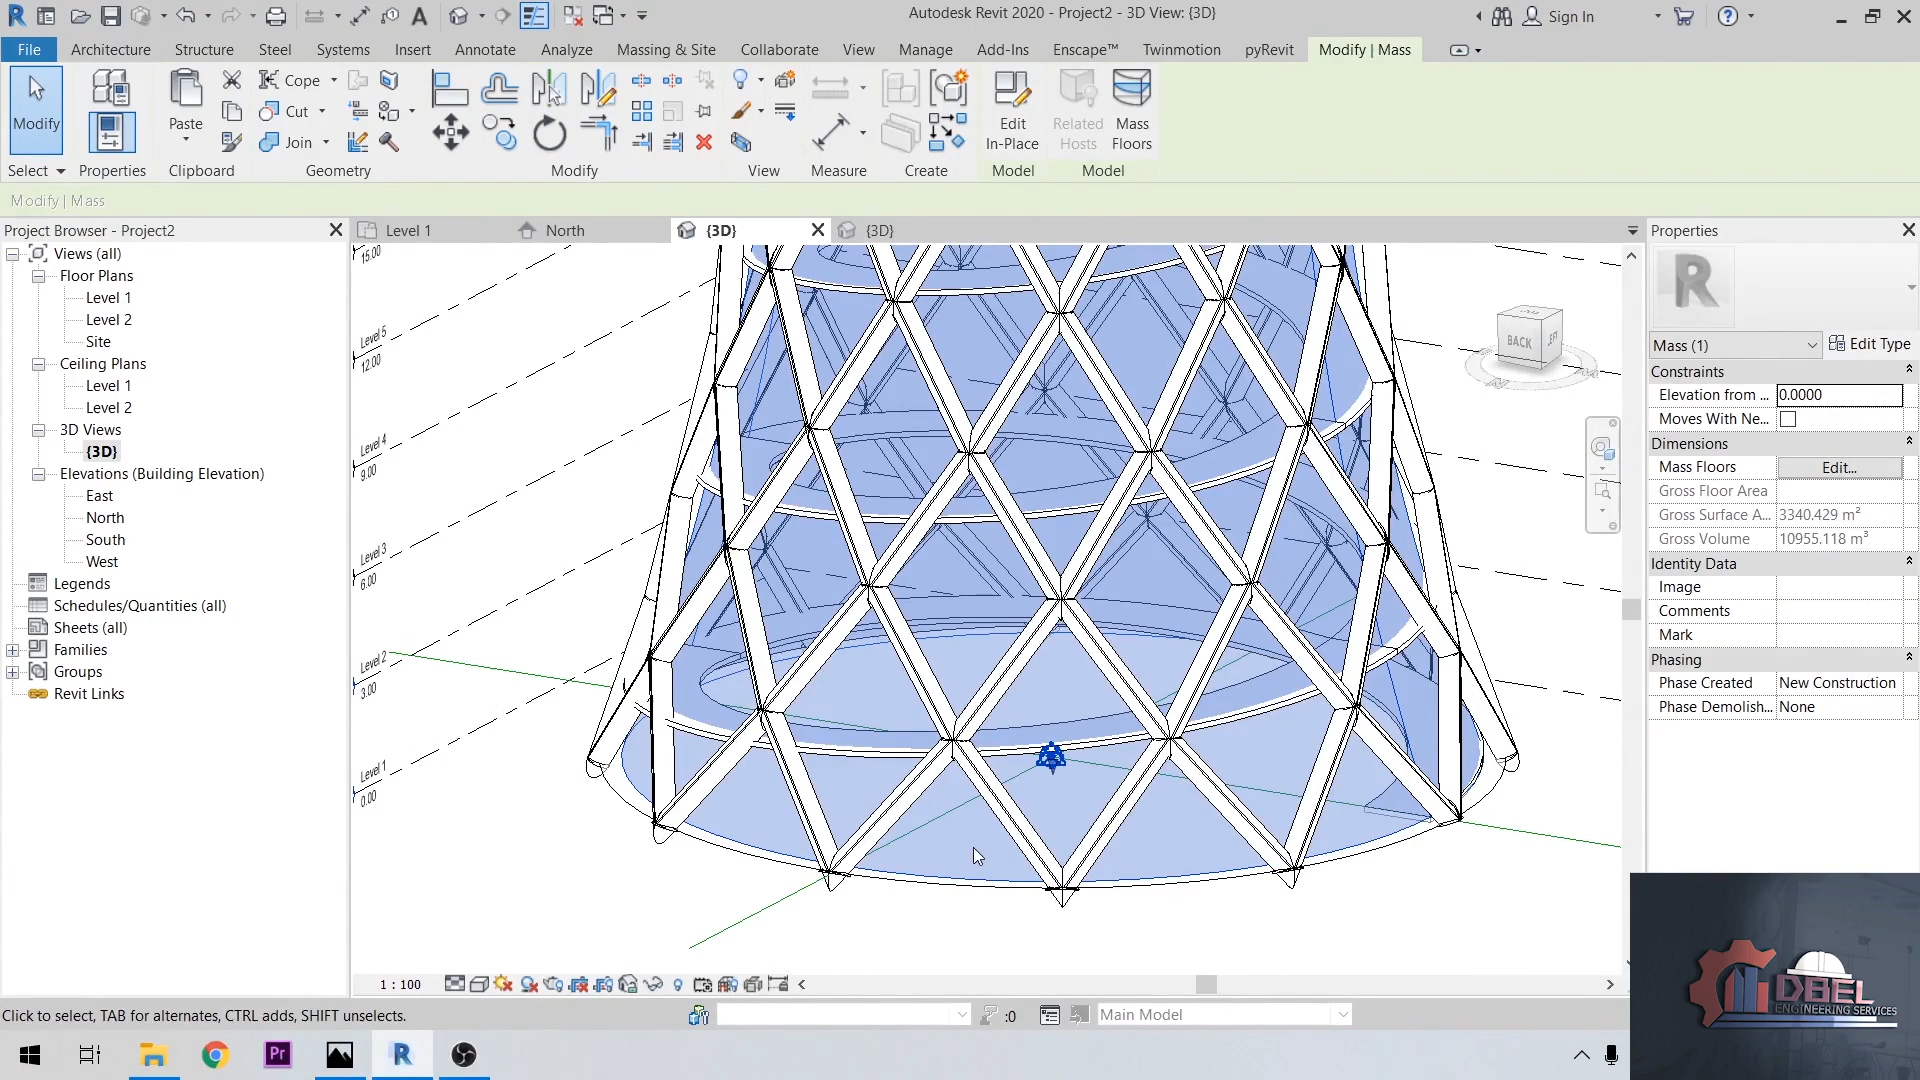 Autodesk Revit 2020 - Project2 - 3D View: {3D}
Sign In
File
Architecture
Structure
Steel
Systems
Insert
Annotate
Analyze
Massing & Site
Collaborate
View
Manage
Add-Ins
Enscape™
Twinmotion
pyRevit
Modify | Mass
Modify
Paste
Cope
Cut
Join
Edit
In-Place
Related
Hosts
Mass
Floors
Select
Properties
Clipboard
Geometry
Modify
View
Measure
Create
Model
Model
Modify | Mass
Project Browser - Project2
Level 1
North
{3D}
{3D}
Properties
Views (all)
Floor Plans
Level 1
Level 2
Site
Ceiling Plans
Level 1
Level 2
3D Views
{3D}
Elevations (Building Elevation)
East
North
South
West
Legends
Schedules/Quantities (all)
Sheets (all)
Families
Groups
Revit Links
15.00
Level 5
12.00
Level 4
9.00
Level 3
6.00
Level 2
3.00
Level 1
0.00
BACK
Mass (1)
Edit Type
Constraints
Elevation from ...
0.0000
Moves With Ne...
Dimensions
Mass Floors
Edit...
Gross Floor Area
Gross Surface A...
3340.429 m²
Gross Volume
10955.118 m³
Identity Data
Image
Comments
Mark
Phasing
Phase Created
New Construction
Phase Demolish...
None
1 : 100
Click to select, TAB for alternates, CTRL adds, SHIFT unselects.
:0
Main Model
DBEL
ENGINEERING SERVICES